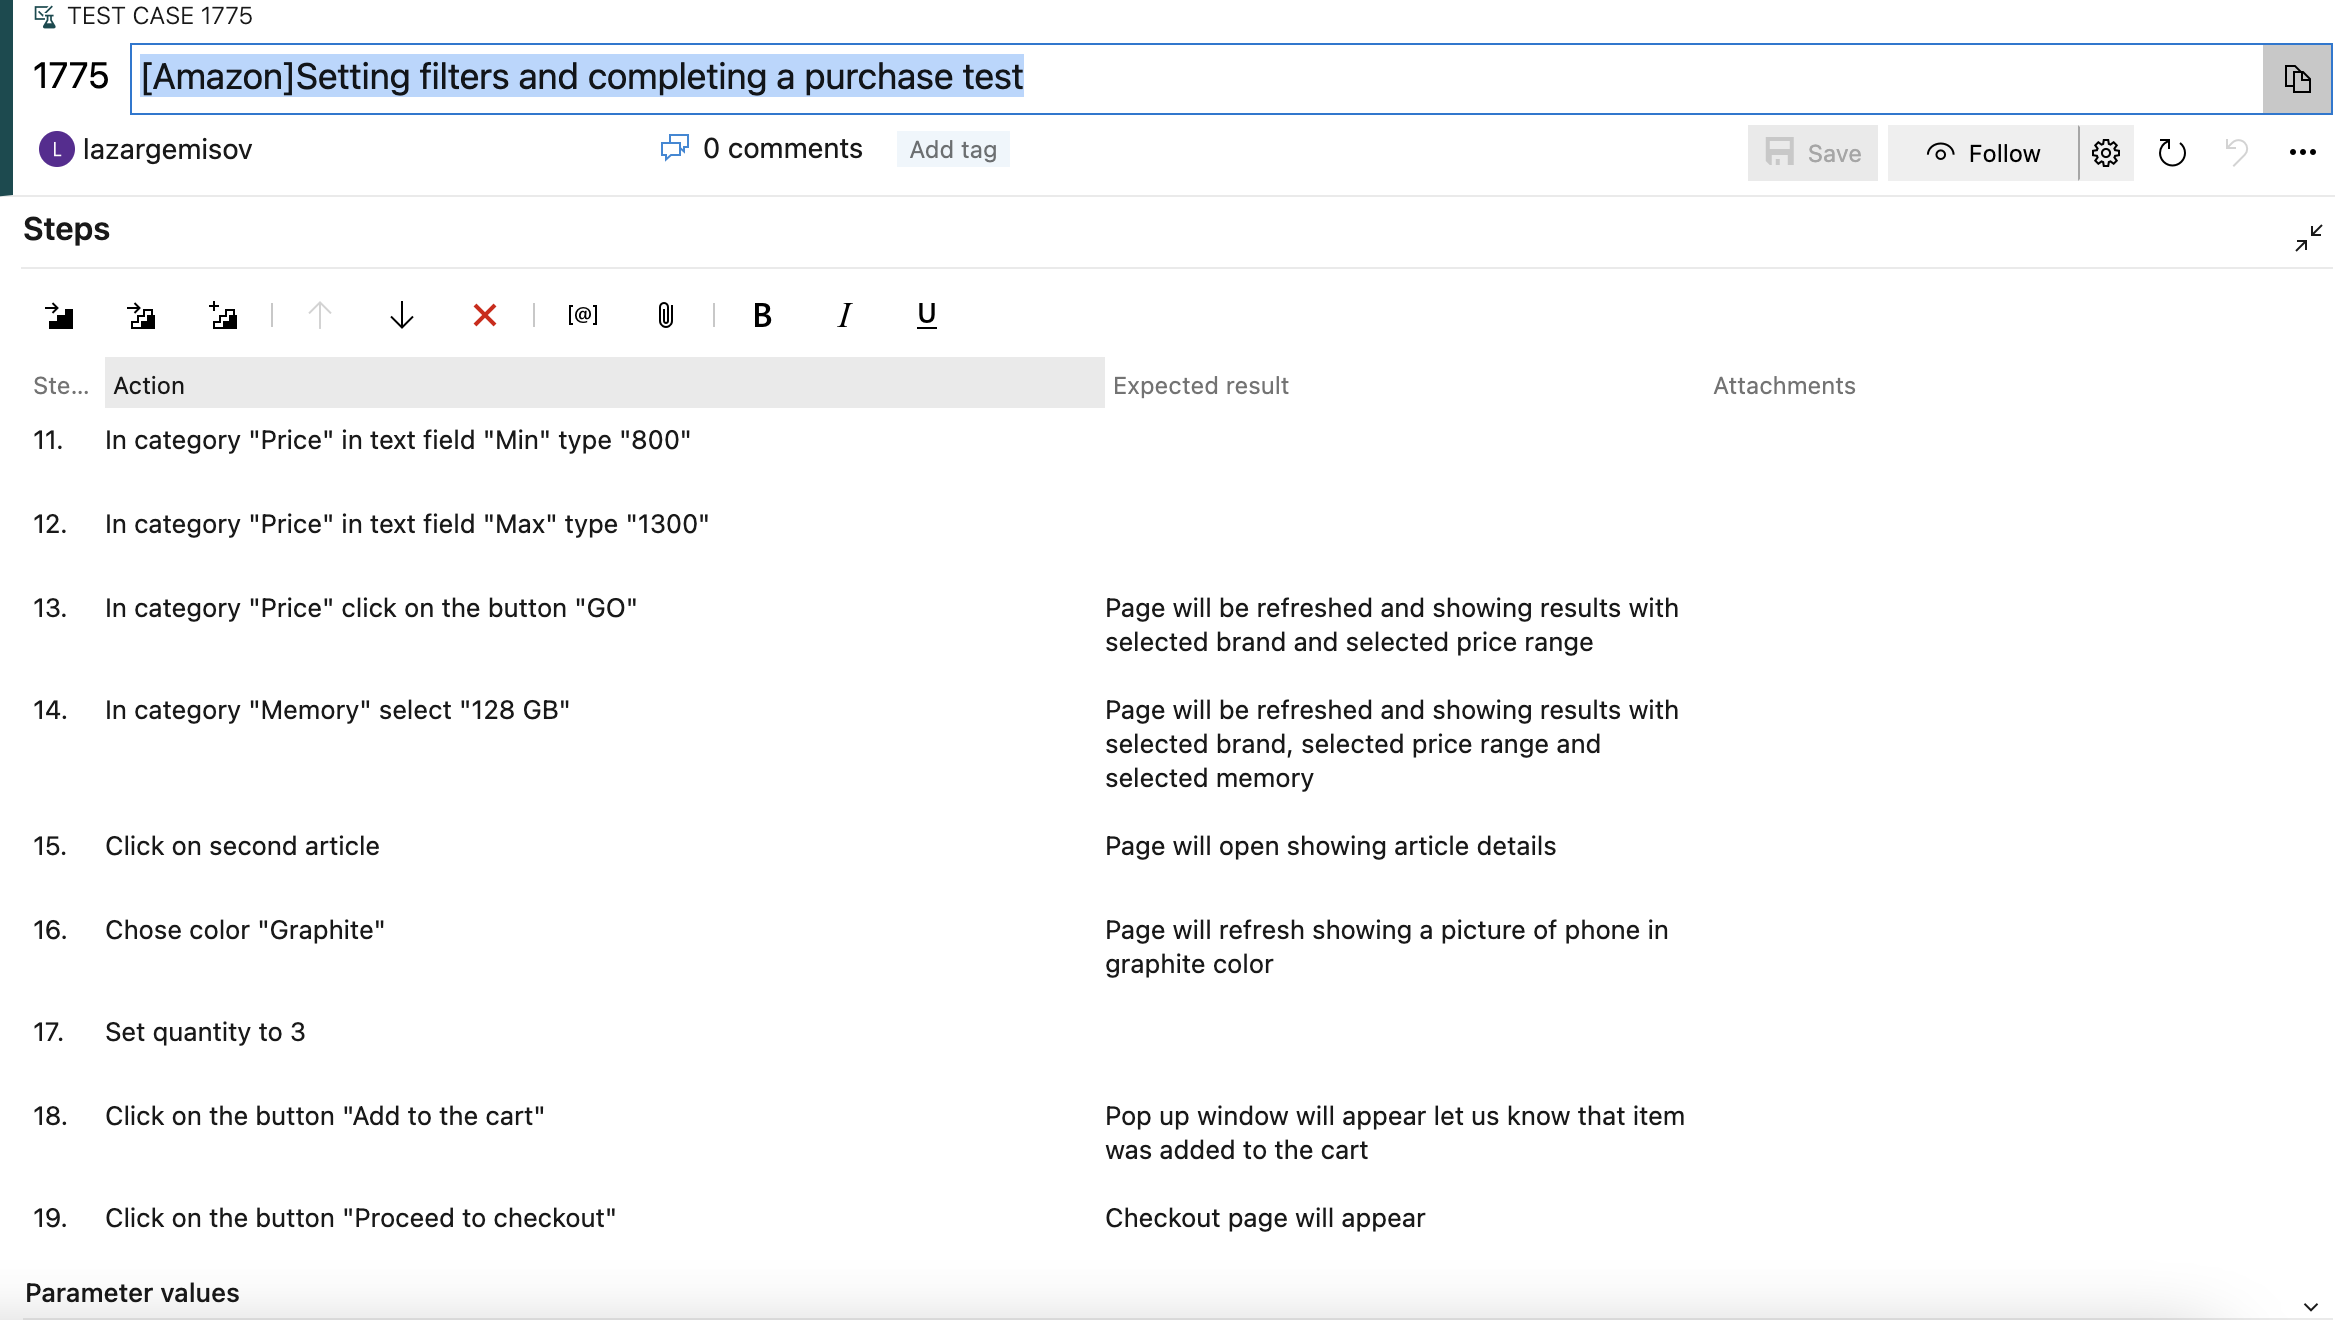 TEST CASE 1775
1775 [Amazon]Setting filters and completing a purchase test
L lazargemisov 0 comments Add tag Save Follow
Steps
[@] B I U
Ste... Action Expected result Attachments
11. In category "Price" in text field "Min" type "800"
12. In category "Price" in text field "Max" type "1300"
13. In category "Price" click on the button "GO" Page will be refreshed and showing results with
selected brand and selected price range
14. In category "Memory" select "128 GB" Page will be refreshed and showing results with
selected brand, selected price range and
selected memory
15. Click on second article Page will open showing article details
16. Chose color "Graphite" Page will refresh showing a picture of phone in
graphite color
17. Set quantity to 3
18. Click on the button "Add to the cart" Pop up window will appear let us know that item
was added to the cart
19. Click on the button "Proceed to checkout" Checkout page will appear
Parameter values